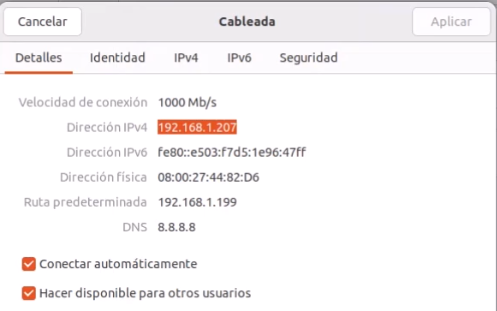 Cancelar Cableada Aplicar
Detalles Identidad IPv4 IPv6 Seguridad
Velocidad de conexión 1000 Mb/s
Dirección IPv4 192.168.1.207
Dirección IPv6 fe80::e503:f7d5:1e96:47ff
Dirección física 08:00:27:44:82:D6
Ruta predeterminada 192.168.1.199
DNS 8.8.8.8
Conectar automáticamente
Hacer disponible para otros usuarios